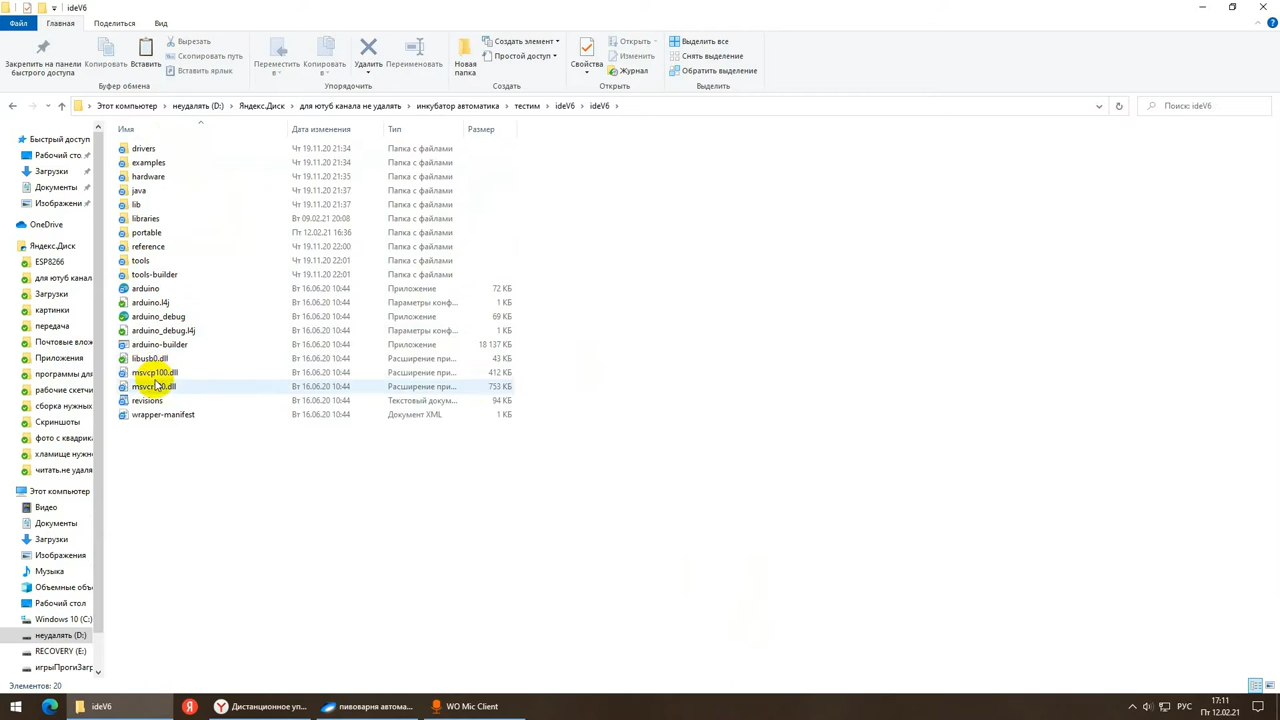 ideV6
Файл Главная Поделиться Вид
Закрепить на панели быстрого доступа
Копировать
Вставить
Вырезать
Скопировать путь
Вставить ярлык
Буфер обмена
Переместить в
Копировать в
Удалить
Переименовать
Упорядочить
Новая папка
Создать элемент
Простой доступ
Создать
Свойства
Открыть
Изменить
Журнал
Открыть
Выделить все
Снять выделение
Обратить выделение
Выделить
Этот компьютер > неудалять (D:) > Яндекс.Диск > для ютуб канала не удалять > инкубатор автоматика > тестим > ideV6 > ideV6 >
Поиск: ideV6
Имя Дата изменения Тип Размер
drivers Чт 19.11.20 21:34 Папка с файлами
examples Чт 19.11.20 21:34 Папка с файлами
hardware Чт 19.11.20 21:35 Папка с файлами
java Чт 19.11.20 21:37 Папка с файлами
lib Чт 19.11.20 21:37 Папка с файлами
libraries Вт 09.02.21 20:08 Папка с файлами
portable Пт 12.02.21 16:36 Папка с файлами
reference Чт 19.11.20 22:00 Папка с файлами
tools Чт 19.11.20 22:01 Папка с файлами
tools-builder Чт 19.11.20 22:01 Папка с файлами
arduino Вт 16.06.20 10:44 Приложение 72 КБ
arduino.l4j Вт 16.06.20 10:44 Параметры конф... 1 КБ
arduino_debug Вт 16.06.20 10:44 Приложение 69 КБ
arduino_debug.l4j Вт 16.06.20 10:44 Параметры конф... 1 КБ
arduino-builder Вт 16.06.20 10:44 Приложение 18 137 КБ
libusb0.dll Вт 16.06.20 10:44 Расширение при... 43 КБ
msvcp100.dll Вт 16.06.20 10:44 Расширение при... 412 КБ
Вт 16.06.20 10:44 Расширение при... 753 КБ
revisions Вт 16.06.20 10:44 Текстовый докум... 94 КБ
wrapper-manifest Вт 16.06.20 10:44 Документ XML 1 КБ
Быстрый доступ
Рабочий сто.
Загрузки
Документы
Изображени
OneDrive
Яндекс.Диск
ESP8266
для ютуб канал
Загрузки
картинки
передача
Почтовые влож
Приложения
программы для
рабочие скетчи
сборка нужных
Скриншоты
фото с квадрика
хламище нужн
читать.не удаля
Этот компьютер
Видео
Документы
Загрузки
Изображения
Музыка
Объемные объ
Рабочий стол
Windows 10 (C:)
неудалять (D:)
RECOVERY (E:)
игрыПрогиЗагр
Элементов: 20
ideV6
Дистанционное уп...
пивоварня автома...
WO Mic Client
РУС
17:11
Пт 12.02.21